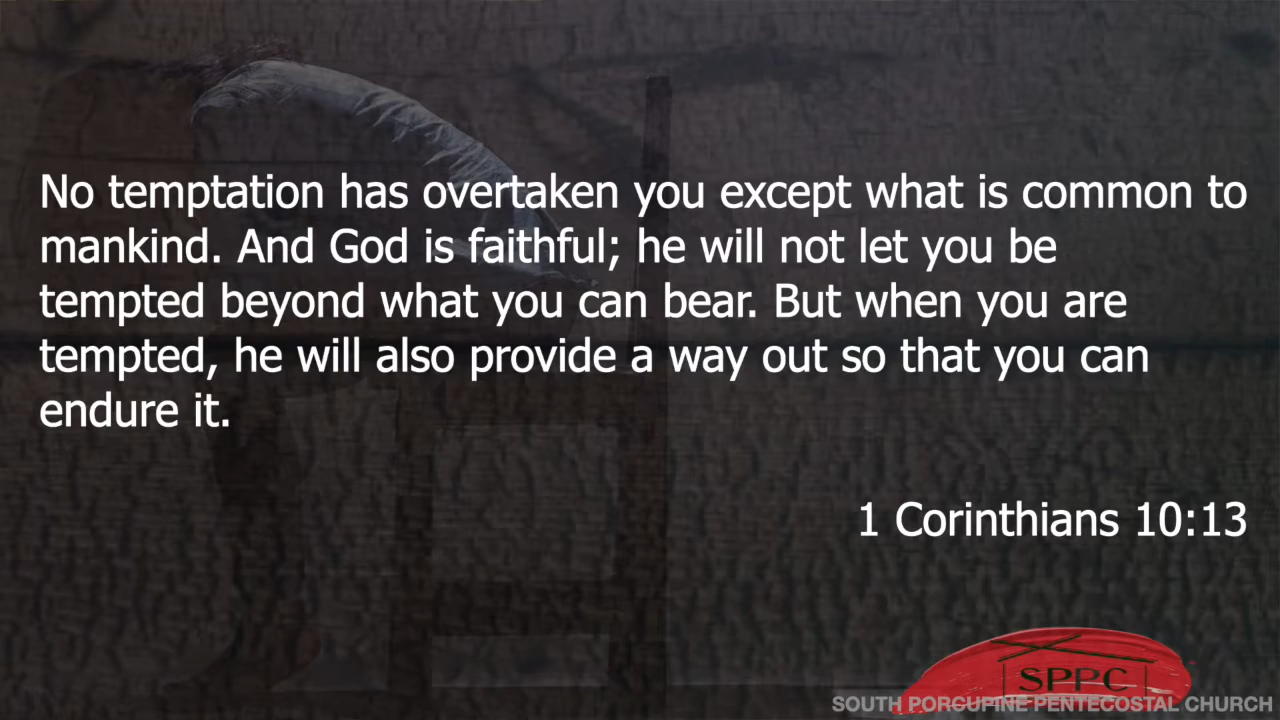 No temptation has overtaken you except what is common to
mankind. And God is faithful; he will not let you be
tempted beyond what you can bear. But when you are
tempted, he will also provide a way out so that you can
endure it.
1 Corinthians 10:13
SPPC
SOUTH PORCUPINE PENTECOSTAL CHURCH